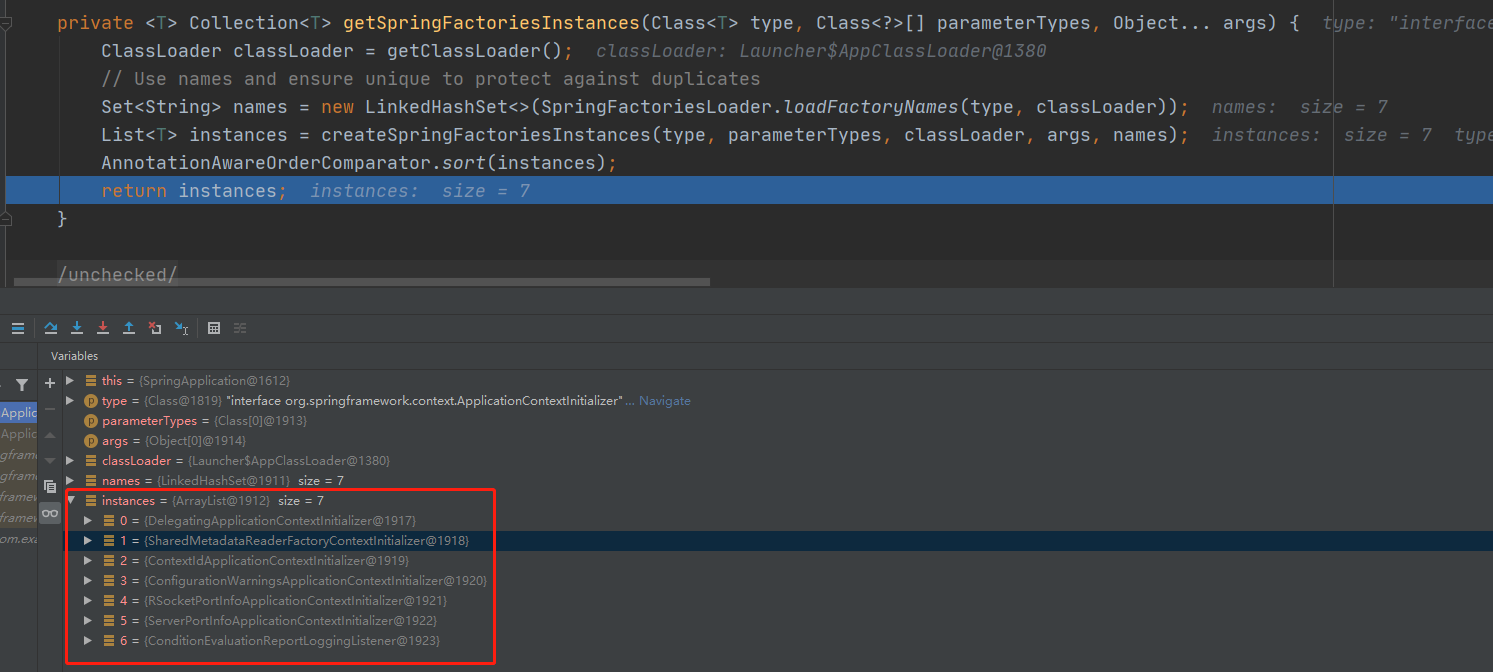 private <T> Collection<T> getSpringFactoriesInstances(Class<T> type, Class<?>[] parameterTypes, Object... args) { type: "interface
ClassLoader classLoader = getClassLoader(); classLoader: Launcher$AppClassLoader@1380
// Use names and ensure unique to protect against duplicates
Set<String> names = new LinkedHashSet<>(SpringFactoriesLoader.loadFactoryNames(type, classLoader)); names: size = 7
List<T> instances = createSpringFactoriesInstances(type, parameterTypes, classLoader, args, names); instances: size = 7 type
AnnotationAwareOrderComparator.sort(instances);
return instances; instances: size = 7
}
/unchecked/
Variables
this = {SpringApplication@1612}
type = {Class@1819} "interface org.springframework.context.ApplicationContextInitializer" ... Navigate
Applic
parameterTypes = {Class[0]@1913}
Applic
args = {Object[0]@1914}
gframe
classLoader = {Launcher$AppClassLoader@1380}
gframe
names = {LinkedHashSet@1911} size = 7
framew
instances = {ArrayList@1912} size = 7
framew
0 = {DelegatingApplicationContextInitializer@1917}
om.exa
1 = {SharedMetadataReaderFactoryContextInitializer@1918}
2 = {ContextIdApplicationContextInitializer@1919}
3 = {ConfigurationWarningsApplicationContextInitializer@1920}
4 = {RSocketPortInfoApplicationContextInitializer@1921}
5 = {ServerPortInfoApplicationContextInitializer@1922}
6 = {ConditionEvaluationReportLoggingListener@1923}